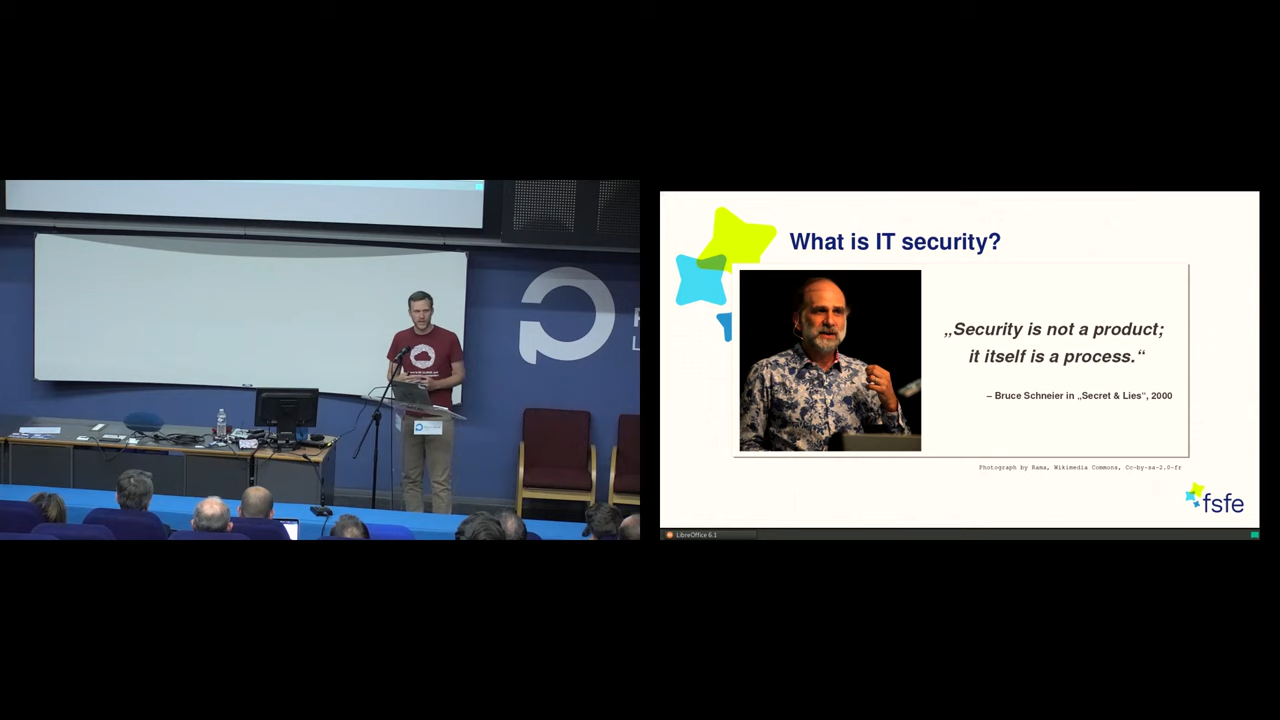 What is IT security?
„Security is not a product;
it itself is a process.“
– Bruce Schneier in „Secret & Lies“, 2000
Photograph by Rama, Wikimedia Commons, Cc-by-sa-2.0-fr
fsfe
LibreOffice 6.1